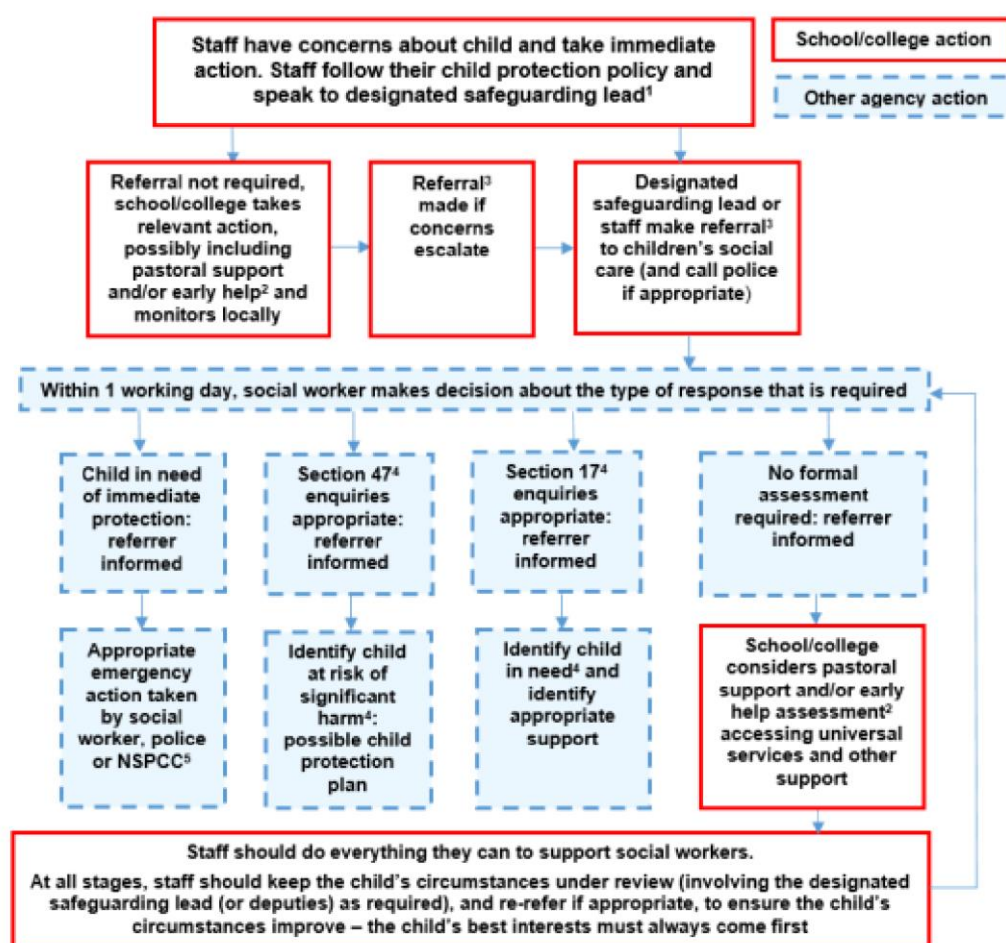 Staff have concerns about child and take immediate
action. Staff follow their child protection policy and
speak to designated safeguarding lead¹
School/college action
Other agency action
Referral not required,
school/college takes
relevant action,
possibly including
pastoral support
and/or early help² and
monitors locally
Referral³
made if
concerns
escalate
Designated
safeguarding lead or
staff make referral³
to children's social
care (and call police
if appropriate)
Within 1 working day, social worker makes decision about the type of response that is required
Child in need
of immediate
protection:
referrer
informed
Section 47⁴
enquiries
appropriate:
referrer
informed
Section 17⁴
enquiries
appropriate:
referrer
informed
No formal
assessment
required: referrer
informed
Appropriate
emergency
action taken
by social
worker, police
or NSPCC⁵
Identify child
at risk of
significant
harm⁴:
possible child
protection
plan
Identify child
in need⁴ and
identify
appropriate
support
School/college
considers pastoral
support and/or early
help assessment²
accessing universal
services and other
support
Staff should do everything they can to support social workers.
At all stages, staff should keep the child's circumstances under review (involving the designated
safeguarding lead (or deputies) as required), and re-refer if appropriate, to ensure the child's
circumstances improve – the child's best interests must always come first